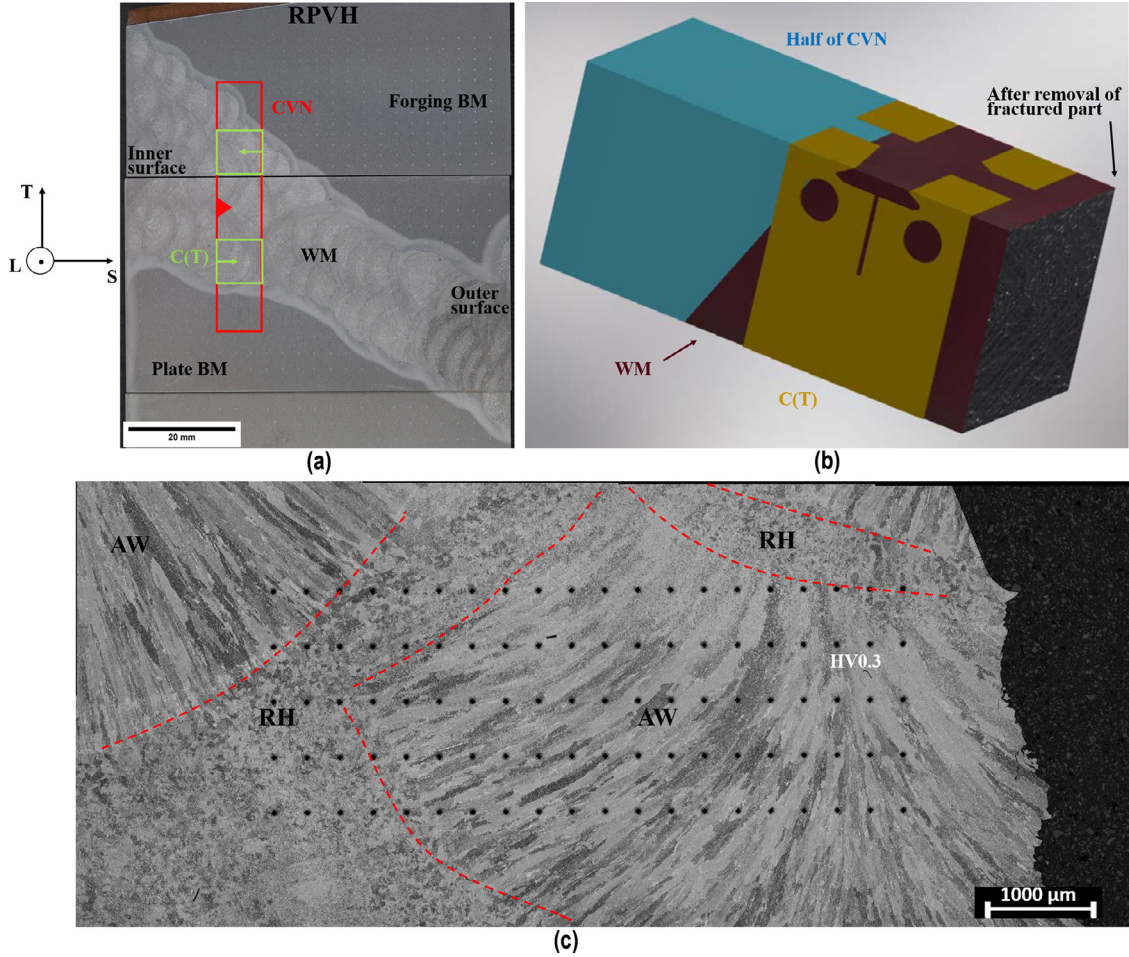 RPVH
CVN
Forging BM
Inner
surface
T
L
S
C(T)
WM
Outer
surface
Plate BM
20 mm
(a)
Half of CVN
After removal of
fractured part
WM
C(T)
(b)
AW
RH
HV0.3
RH
AW
1000 µm
(c)